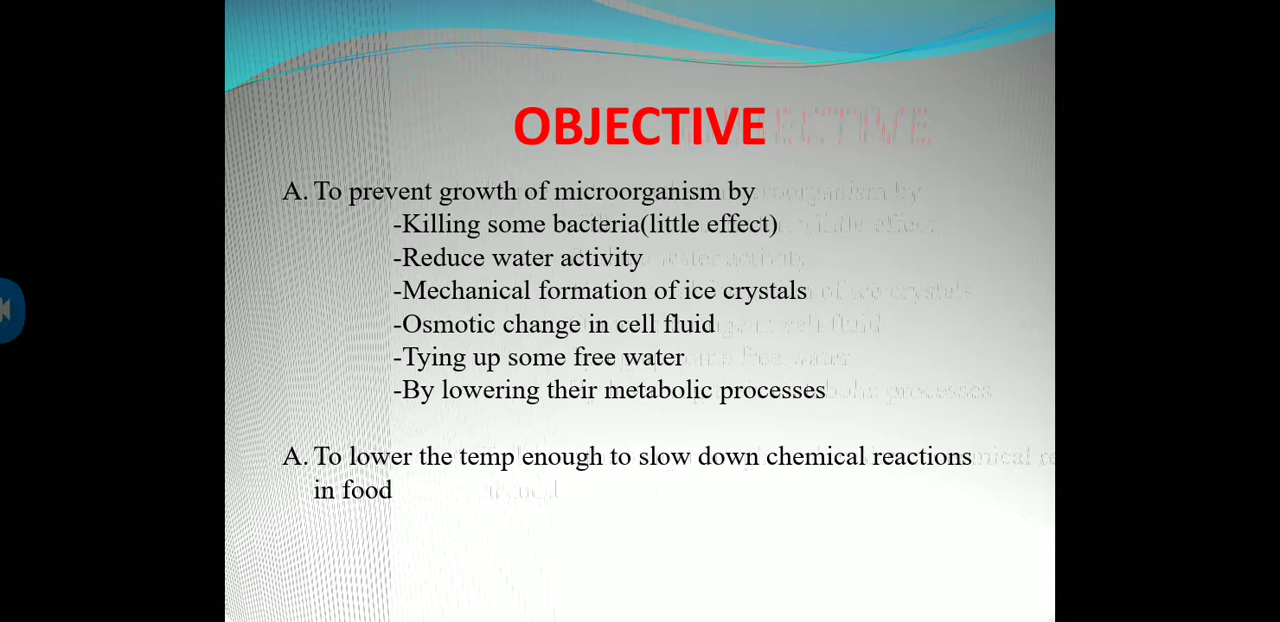 OBJECTIVE
A. To prevent growth of microorganism by
-Killing some bacteria(little effect)
-Reduce water activity
-Mechanical formation of ice crystals
-Osmotic change in cell fluid
-Tying up some free water
-By lowering their metabolic processes
A. To lower the temp enough to slow down chemical reactions
in food